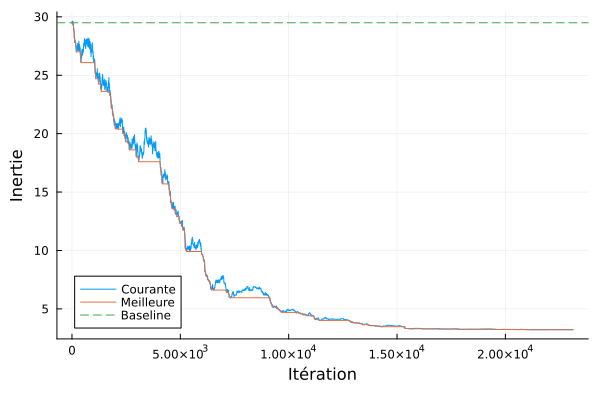 30
25
20
15
10
5
Inertie
Courante
Meilleure
Baseline
0 5.00×10³ 1.00×10⁴ 1.50×10⁴ 2.00×10⁴
Itération